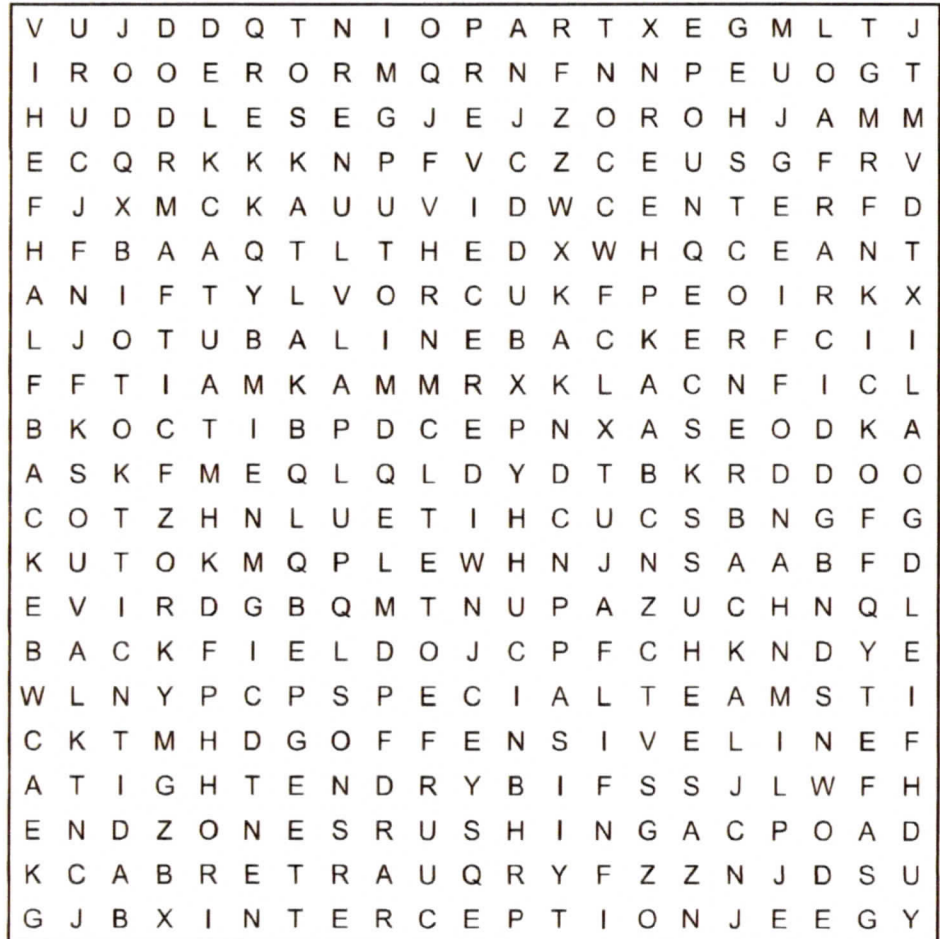 V U J D D Q T N I O P A R T X E G M L T J
I R O O E R O R M Q R N F N N P E U O G T
H U D D L E S E G J E J Z O R O H J A M M
E C Q R K K K N P F V C Z C E U S G F R V
F J X M C K A U U V I D W C E N T E R F D
H F B A A Q T L T H E D X W H Q C E A N T
A N I F T Y L V O R C U K F P E O I R K X
L J O T U B A L I N E B A C K E R F C I I
F F T I A M K A M M R X K L A C N F I C L
B K O C T I B P D C E P N X A S E O D K A
A S K F M E Q L Q L D Y D T B K R D D O O
C O T Z H N L U E T I H C U C S B N G F G
K U T O K M Q P L E W H N J N S A A B F D
E V I R D G B Q M T N U P A Z U C H N Q L
B A C K F I E L D O J C P F C H K N D Y E
W L N Y P C P S P E C I A L T E A M S T I
C K T M H D G O F F E N S I V E L I N E F
A T I G H T E N D R Y B I F S S J L W F H
E N D Z O N E S R U S H I N G A C P O A D
K C A B R E T R A U Q R Y F Z Z N J D S U
G J B X I N T E R C E P T I O N J E E G Y